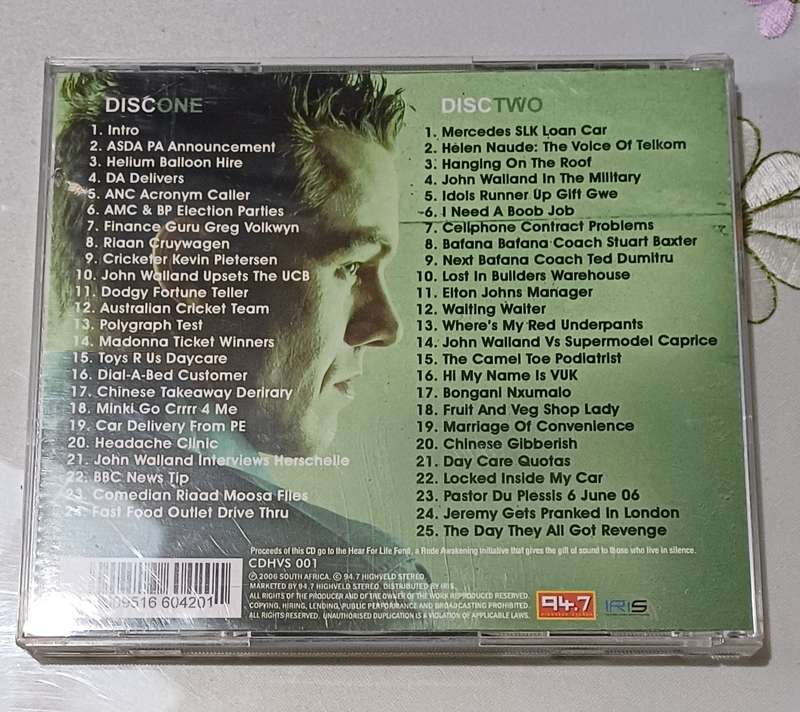 DISCONE
1. Intro
2. ASDA PA Announcement
3. Helium Balloon Hire
4. DA Delivers
5. ANC Acronym Caller
6. AMC & BP Election Parties
7. Finance Guru Greg Volkwyn
8. Riaan Cruywagen
9. Cricketer Kevin Pietersen
10. John Walland Upsets The UCB
11. Dodgy Fortune Teller
12. Australian Cricket Team
13. Polygraph Test
14. Madonna Ticket Winners
15. Toys R Us Daycare
16. Dial-A-Bed Customer
17. Chinese Takeaway Derirary
18. Minki Go Crrrr 4 Me
19. Car Delivery From PE
20. Headache Clinic
21. John Walland Interviews Herschelle
22. BBC News Tip
23. Comedian Riaad Moosa Flies
24. Fast Food Outlet Drive Thru
DISCTWO
1. Mercedes SLK Loan Car
2. Helen Naude: The Voice Of Telkom
3. Hanging On The Roof
4. John Walland In The Military
5. Idols Runner Up Gift Gwe
6. I Need A Boob Job
7. Cellphone Contract Problems
8. Bafana Bafana Coach Stuart Baxter
9. Next Bafana Coach Ted Dumitru
10. Lost In Builders Warehouse
11. Elton Johns Manager
12. Waiting Waiter
13. Where's My Red Underpants
14. John Walland Vs Supermodel Caprice
15. The Camel Toe Podiatrist
16. Hi My Name Is VUK
17. Bongani Nxumalo
18. Fruit And Veg Shop Lady
19. Marriage Of Convenience
20. Chinese Gibberish
21. Day Care Quotas
22. Locked Inside My Car
23. Pastor Du Plessis 6 June 06
24. Jeremy Gets Pranked In London
25. The Day They All Got Revenge
Proceeds of this CD go to the Hear For Life Fund, a Rude Awakening initiative that gives the gift of sound to those who live in silence.
CDHVS 001
℗ 2006 SOUTH AFRICA. © 94.7 HIGHVELD STEREO.
MARKETED BY 94.7 HIGHVELD STEREO. DISTRIBUTED BY IRIS.
ALL RIGHTS OF THE PRODUCER AND OF THE OWNER OF THE WORK REPRODUCED RESERVED.
COPYING, HIRING, LENDING, PUBLIC PERFORMANCE AND BROADCASTING PROHIBITED.
ALL RIGHTS RESERVED. UNAUTHORISED DUPLICATION IS A VIOLATION OF APPLICABLE LAWS.
09516 604201
94.7
HIGHVELD STEREO
IRIS